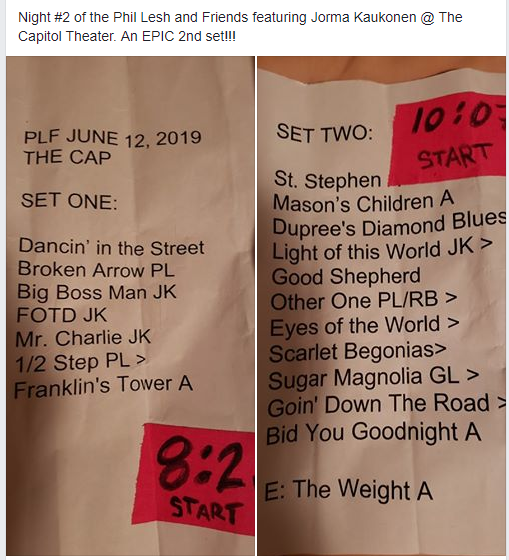 Night #2 of the Phil Lesh and Friends featuring Jorma Kaukonen @ The
Capitol Theater. An EPIC 2nd set!!!
PLF JUNE 12, 2019
THE CAP
SET ONE:
Dancin' in the Street
Broken Arrow PL
Big Boss Man JK
FOTD JK
Mr. Charlie JK
1/2 Step PL >
Franklin's Tower A
8:2
START
SET TWO:
10:0
START
St. Stephen
Mason's Children A
Dupree's Diamond Blues
Light of this World JK >
Good Shepherd
Other One PL/RB >
Eyes of the World >
Scarlet Begonias>
Sugar Magnolia GL >
Goin' Down The Road >
Bid You Goodnight A
E: The Weight A